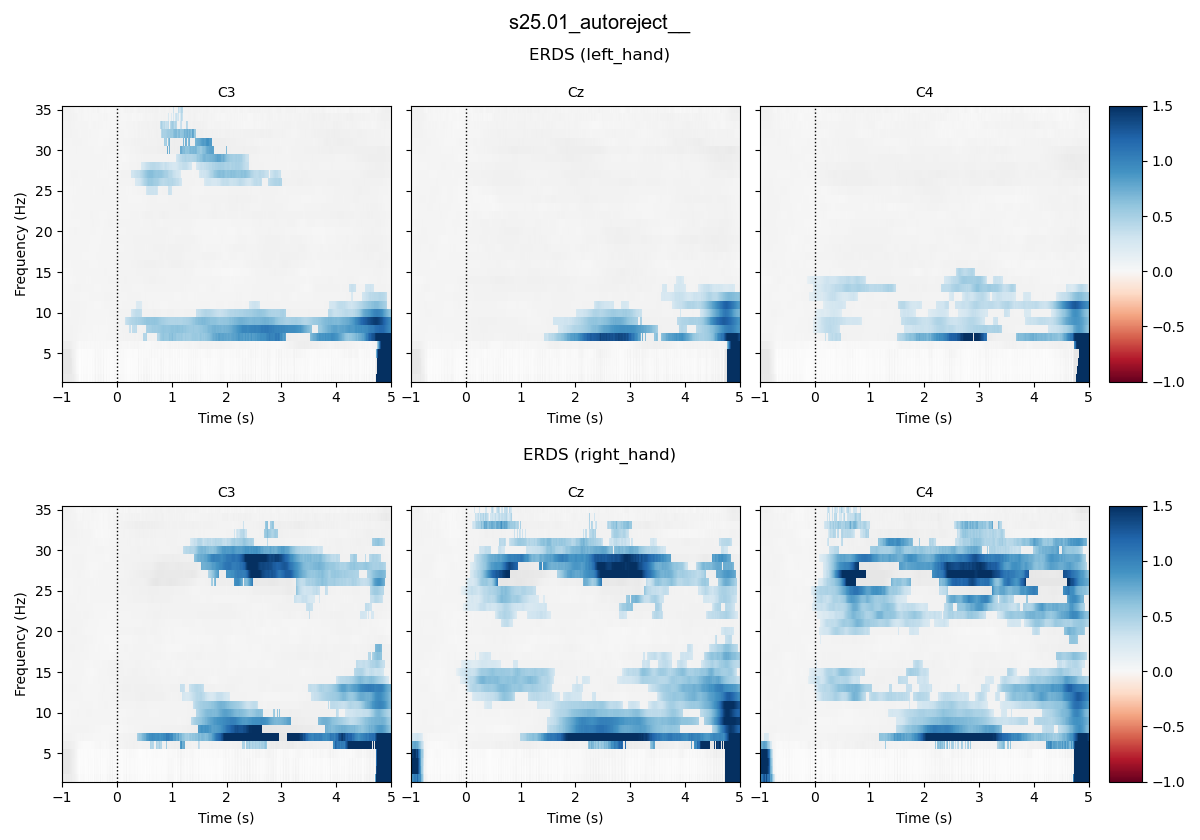 s25.01_autoreject__
ERDS (left_hand)
C3
Cz
C4
35
30
25
20
15
10
5
Frequency (Hz)
−1 0 1 2 3 4 5
−1 0 1 2 3 4 5
−1 0 1 2 3 4 5
Time (s)
Time (s)
Time (s)
1.5
1.0
0.5
0.0
−0.5
−1.0
ERDS (right_hand)
C3
Cz
C4
35
30
25
20
15
10
5
Frequency (Hz)
−1 0 1 2 3 4 5
−1 0 1 2 3 4 5
−1 0 1 2 3 4 5
Time (s)
Time (s)
Time (s)
1.5
1.0
0.5
0.0
−0.5
−1.0